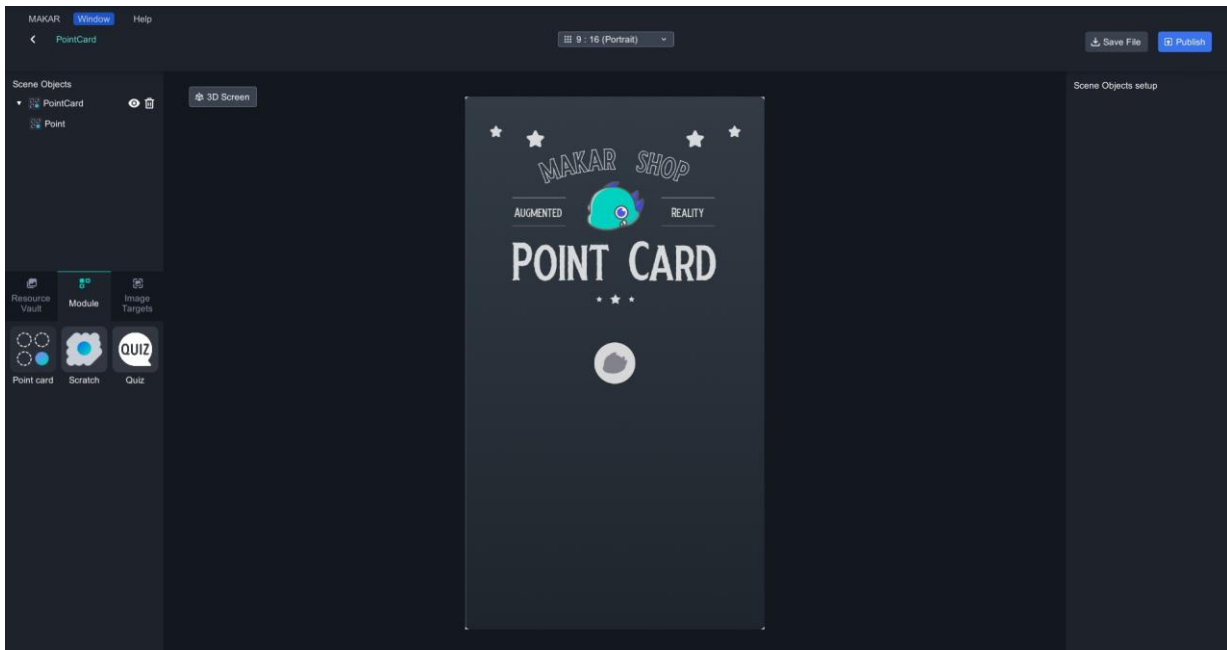 MAKAR Window Help
PointCard
9 : 16 (Portrait)
Save File
Publish
Scene Objects
PointCard
Point
3D Screen
Scene Objects setup
MAKAR SHOP
AUGMENTED REALITY
POINT CARD
Resource Vault
Module
Image Targets
QUIZ
Point card
Scratch
Quiz